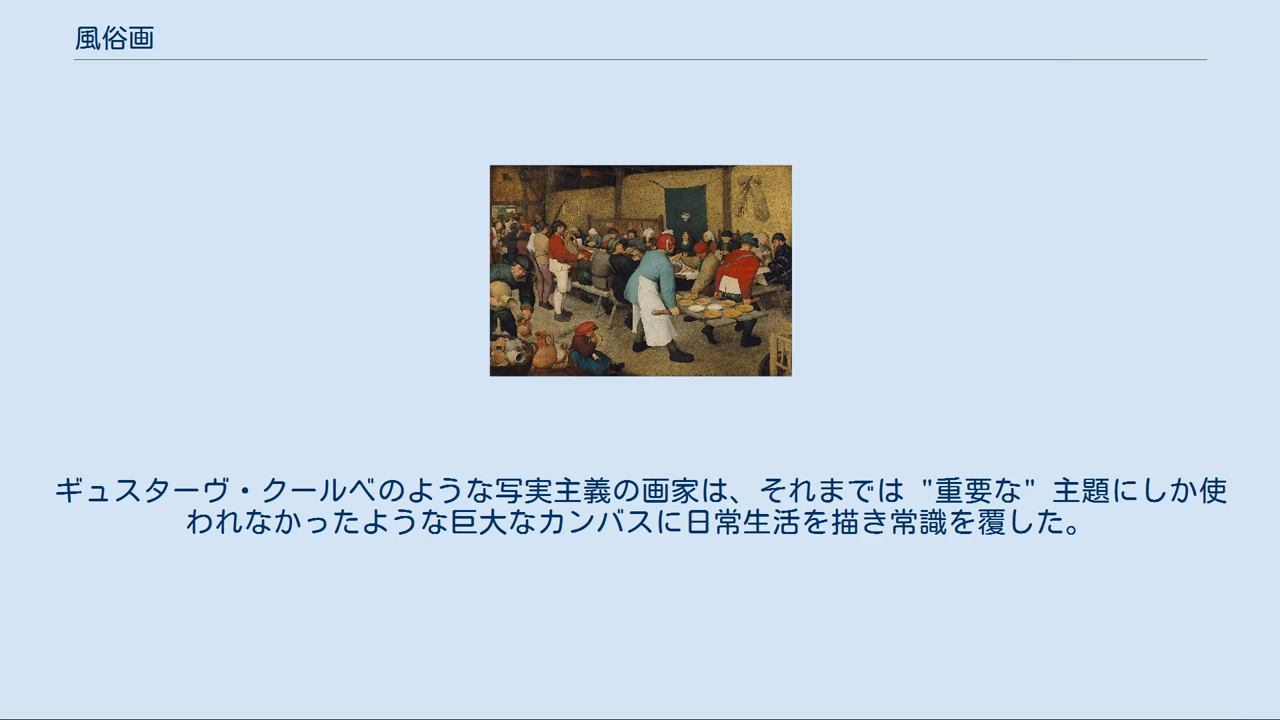 風俗画
ギュスターヴ・クールベのような写実主義の画家は、それまでは "重要な" 主題にしか使
われなかったような巨大なカンバスに日常生活を描き常識を覆した。